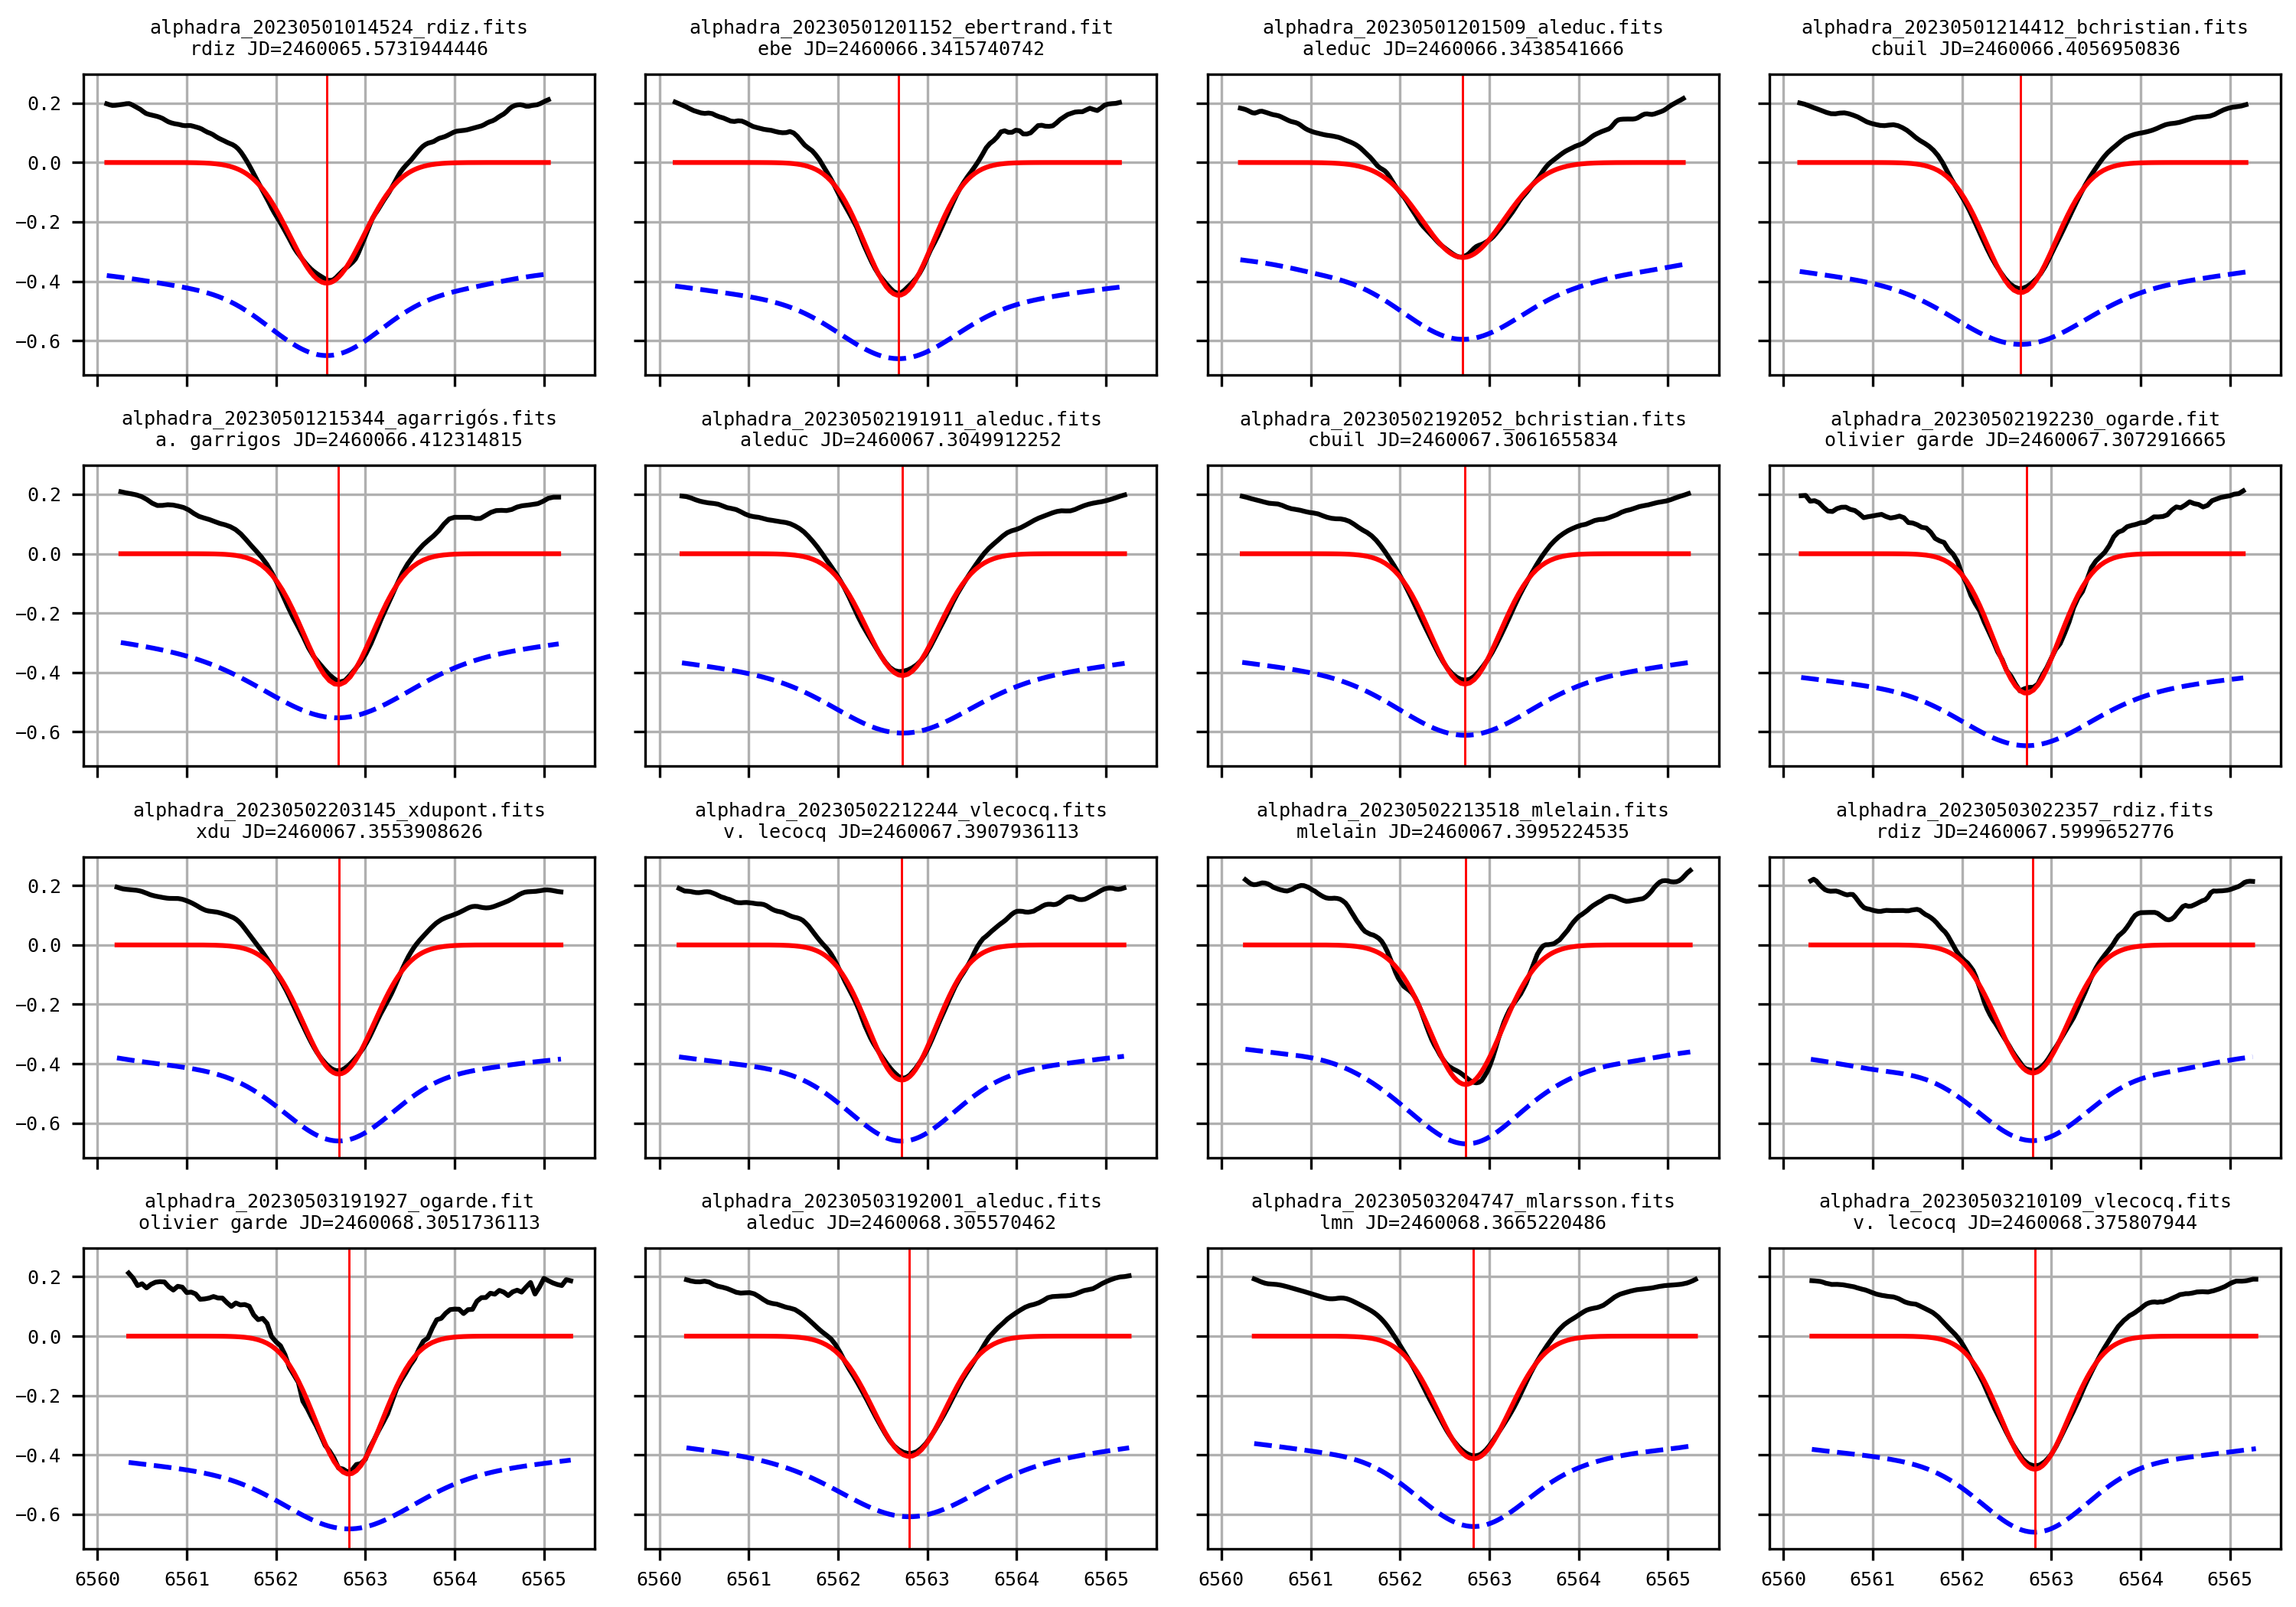 alphadra_20230501014524_rdiz.fits
rdiz JD=2460065.5731944446
alphadra_20230501201152_ebertrand.fit
ebe JD=2460066.3415740742
alphadra_20230501201509_aleduc.fits
aleduc JD=2460066.3438541666
alphadra_20230501214412_bchristian.fits
cbuil JD=2460066.4056950836
0.2
0.0
−0.2
−0.4
−0.6
alphadra_20230501215344_agarrigós.fits
a. garrigos JD=2460066.412314815
alphadra_20230502191911_aleduc.fits
aleduc JD=2460067.3049912252
alphadra_20230502192052_bchristian.fits
cbuil JD=2460067.3061655834
alphadra_20230502192230_ogarde.fit
olivier garde JD=2460067.3072916665
0.2
0.0
−0.2
−0.4
−0.6
alphadra_20230502203145_xdupont.fits
xdu JD=2460067.3553908626
alphadra_20230502212244_vlecocq.fits
v. lecocq JD=2460067.3907936113
alphadra_20230502213518_mlelain.fits
mlelain JD=2460067.3995224535
alphadra_20230503022357_rdiz.fits
rdiz JD=2460067.5999652776
0.2
0.0
−0.2
−0.4
−0.6
alphadra_20230503191927_ogarde.fit
olivier garde JD=2460068.3051736113
alphadra_20230503192001_aleduc.fits
aleduc JD=2460068.305570462
alphadra_20230503204747_mlarsson.fits
lmn JD=2460068.3665220486
alphadra_20230503210109_vlecocq.fits
v. lecocq JD=2460068.375807944
0.2
0.0
−0.2
−0.4
−0.6
6560 6561 6562 6563 6564 6565
6560 6561 6562 6563 6564 6565
6560 6561 6562 6563 6564 6565
6560 6561 6562 6563 6564 6565